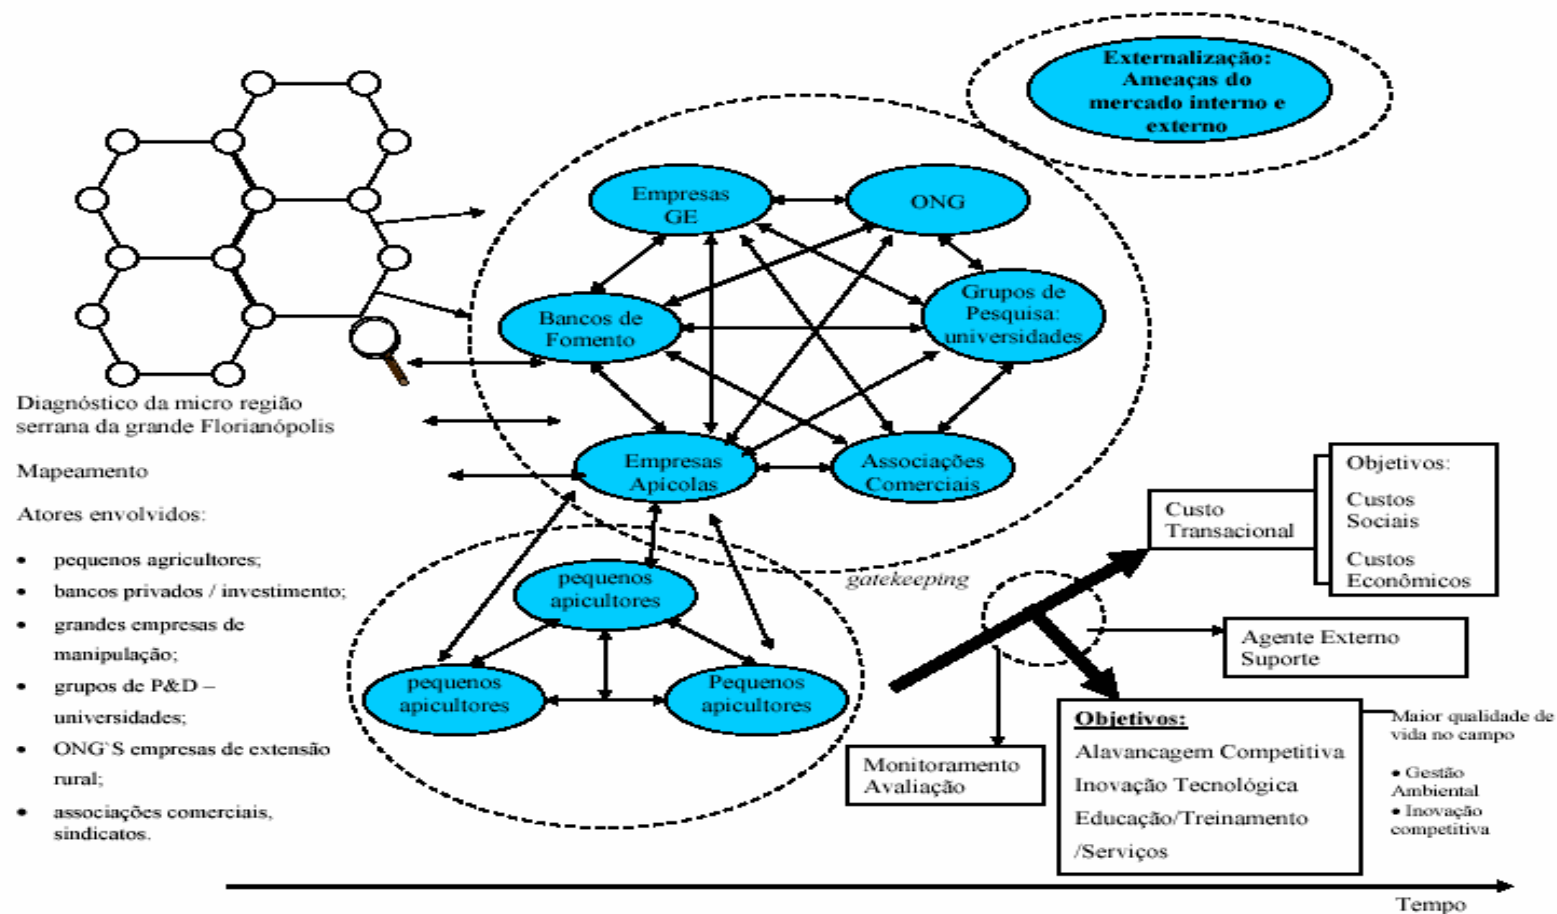 Externalização:
Ameaças do
mercado interno e
externo
Empresas
GE
ONG
Bancos de
Fomento
Grupos de
Pesquisa:
universidades
Empresas
Apícolas
Associações
Comerciais
pequenos
apicultores
pequenos
apicultores
Pequenos
apicultores
Diagnóstico da micro região
serrana da grande Florianópolis
Mapeamento
Atores envolvidos:
• pequenos agricultores;
• bancos privados / investimento;
• grandes empresas de
manipulação;
• grupos de P&D –
universidades;
• ONG`S empresas de extensão
rural;
• associações comerciais,
sindicatos.
gatekeeping
Custo
Transacional
Objetivos:
Custos
Sociais
Custos
Econômicos
Agente Externo
Suporte
Monitoramento
Avaliação
Objetivos:
Alavancagem Competitiva
Inovação Tecnológica
Educação/Treinamento
/Serviços
Maior qualidade de
vida no campo
• Gestão
Ambiental
• Inovação
competitiva
Tempo